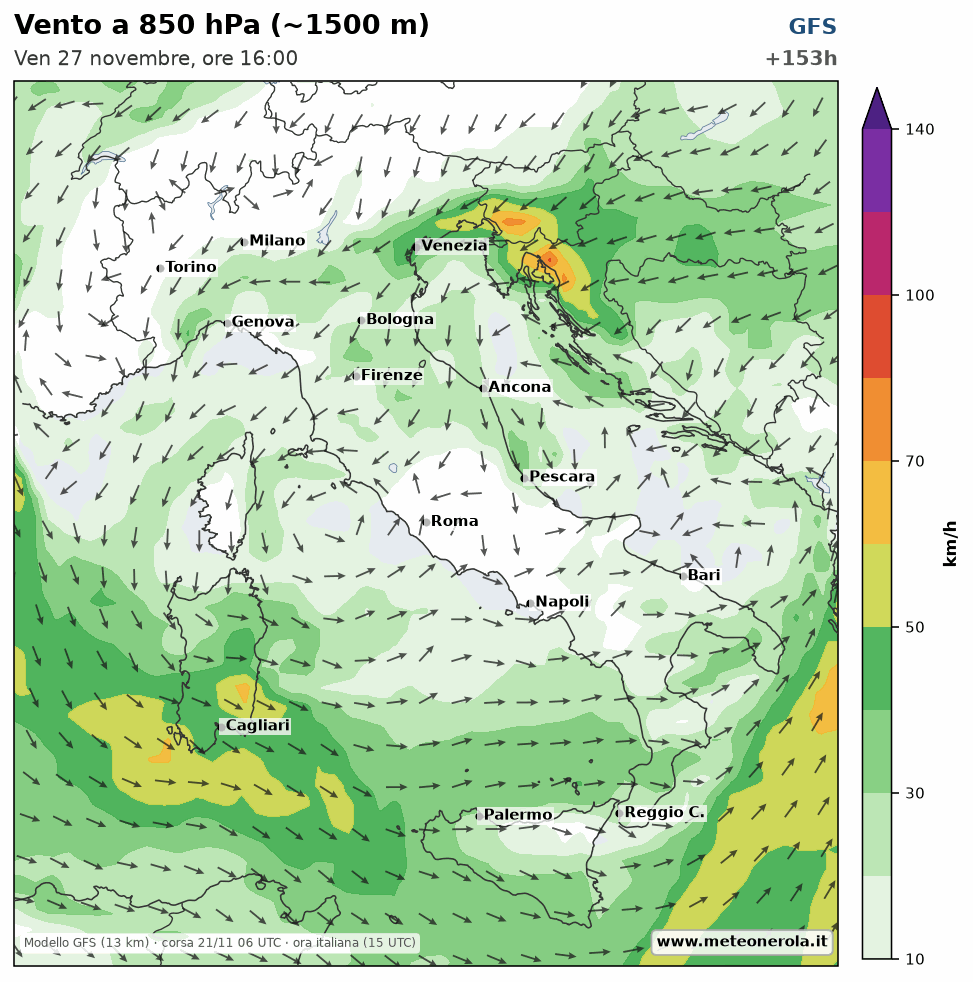 Vento a 850 hPa (~1500 m)
GFS
Ven 27 novembre, ore 16:00
+153h
Milano
Venezia
Torino
Genova
Bologna
Firenze
Ancona
Pescara
Roma
Bari
Napoli
Cagliari
Palermo
Reggio C.
140
100
70
50
30
10
km/h
Modello GFS (13 km) · corsa 21/11 06 UTC · ora italiana (15 UTC)
www.meteonerola.it